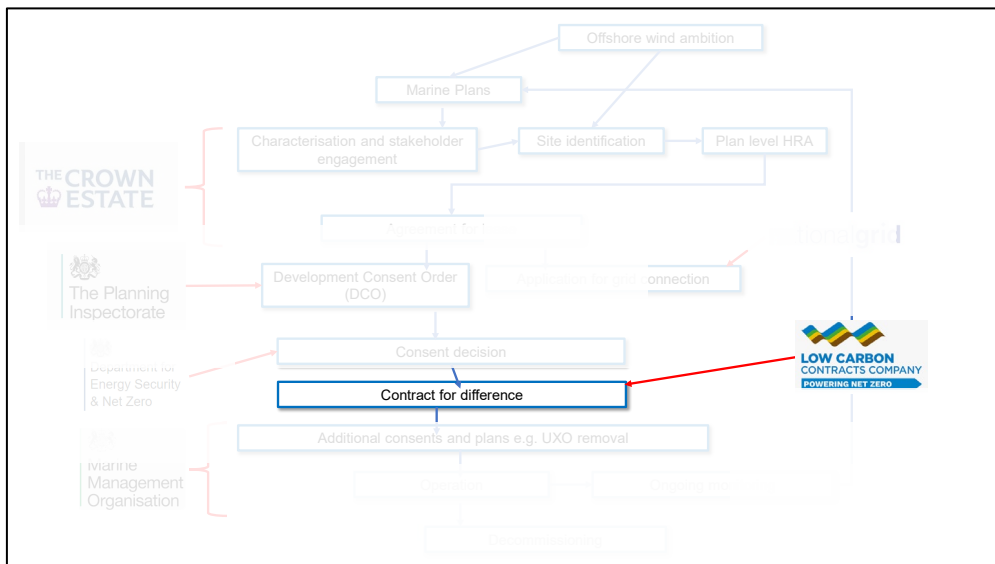 Offshore wind ambition
Marine Plans
Characterisation and stakeholder
engagement
Site identification
Plan level HRA
THE CROWN
ESTATE
The Planning
Inspectorate
Development Consent Order
(DCO)
Application for grid connection
Consent decision
Department for
Energy Security
& Net Zero
Contract for difference
LOW CARBON
CONTRACTS COMPANY
POWERING NET ZERO
Additional consents and plans e.g. UXO removal
Marine
Management
Organisation
Operation
Ongoing
Decommissioning